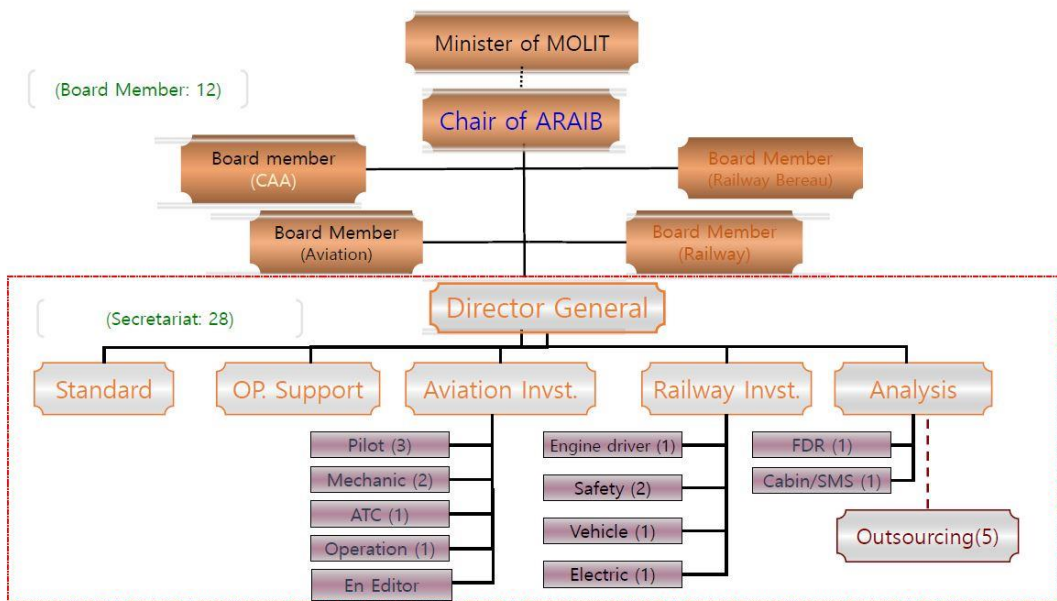 Minister of MOLIT
(Board Member: 12)
Chair of ARAIB
Board member
(CAA)
Board Member
(Railway Bereau)
Board Member
(Aviation)
Board Member
(Railway)
Director General
(Secretariat: 28)
Standard
OP. Support
Aviation Invst.
Railway Invst.
Analysis
Pilot (3)
Mechanic (2)
ATC (1)
Operation (1)
En Editor
Engine driver (1)
Safety (2)
Vehicle (1)
Electric (1)
FDR (1)
Cabin/SMS (1)
Outsourcing(5)